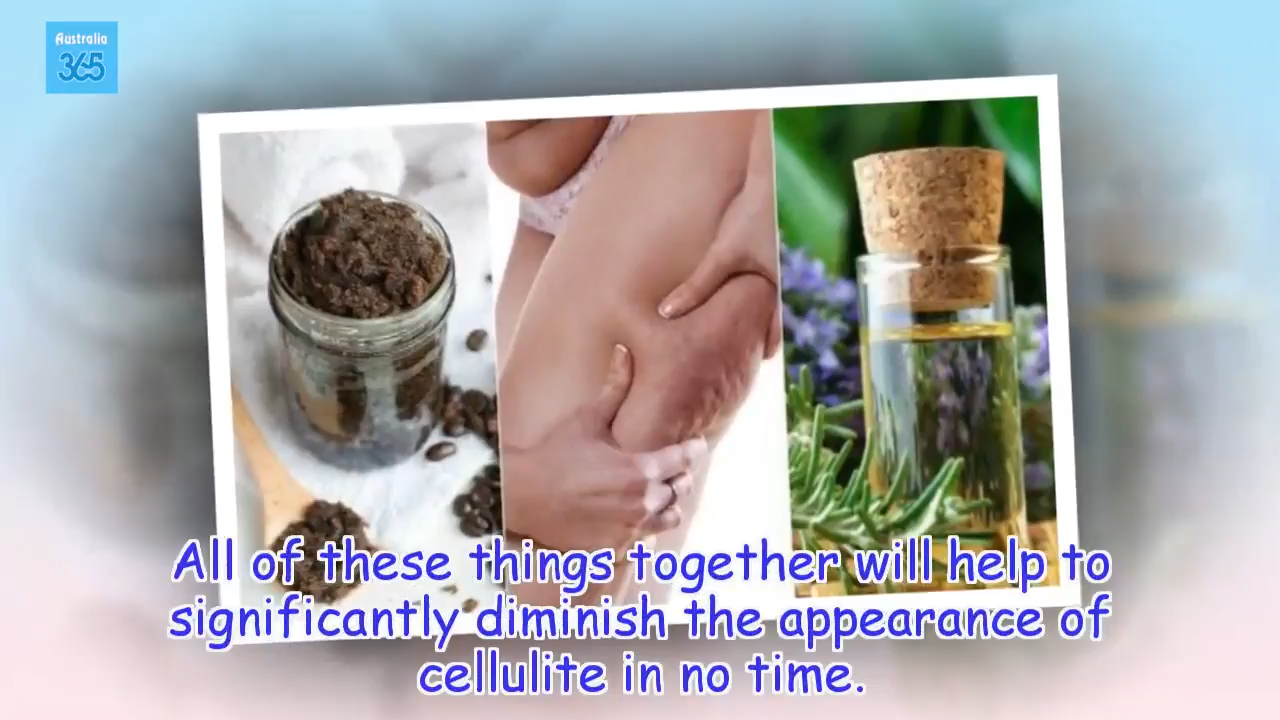 Australia
365
All of these things together will help to
significantly diminish the appearance of
cellulite in no time.